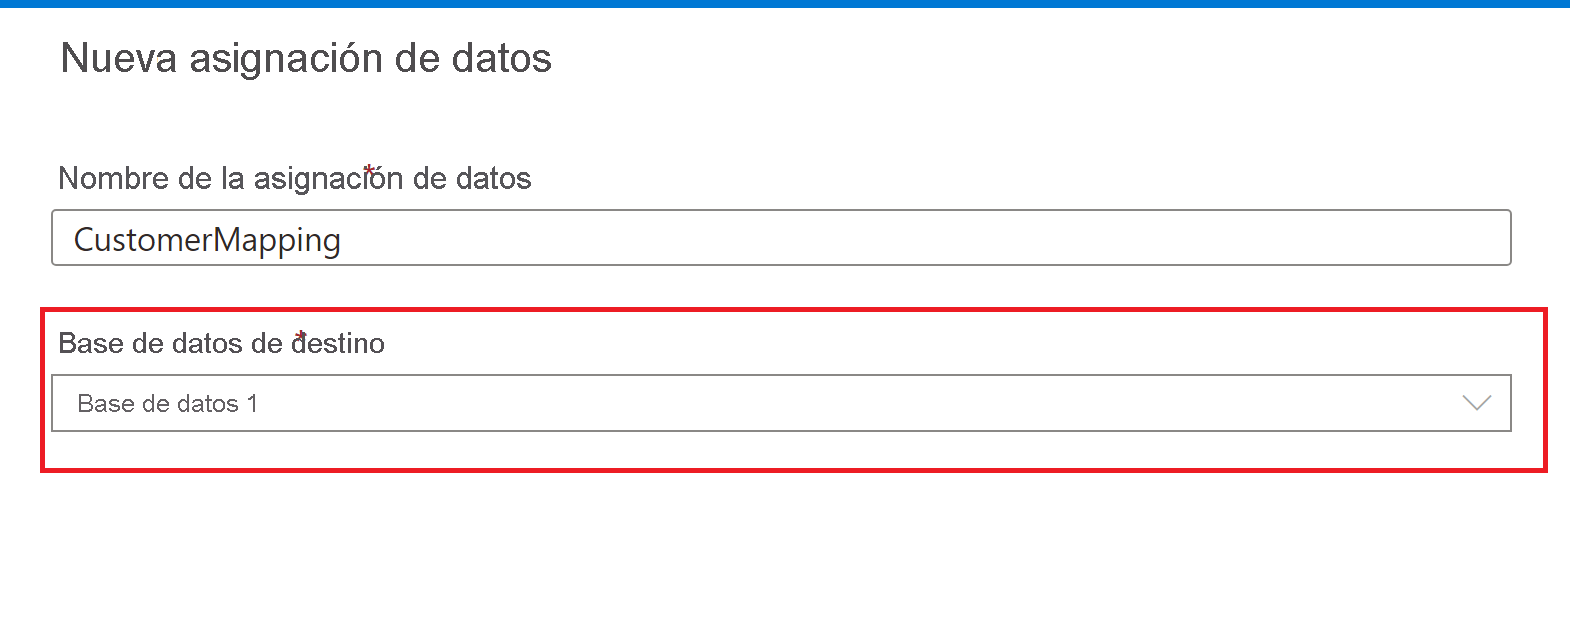 Nueva asignación de datos
Nombre de la asignación de datos *
CustomerMapping
Base de datos de destino *
Base de datos 1